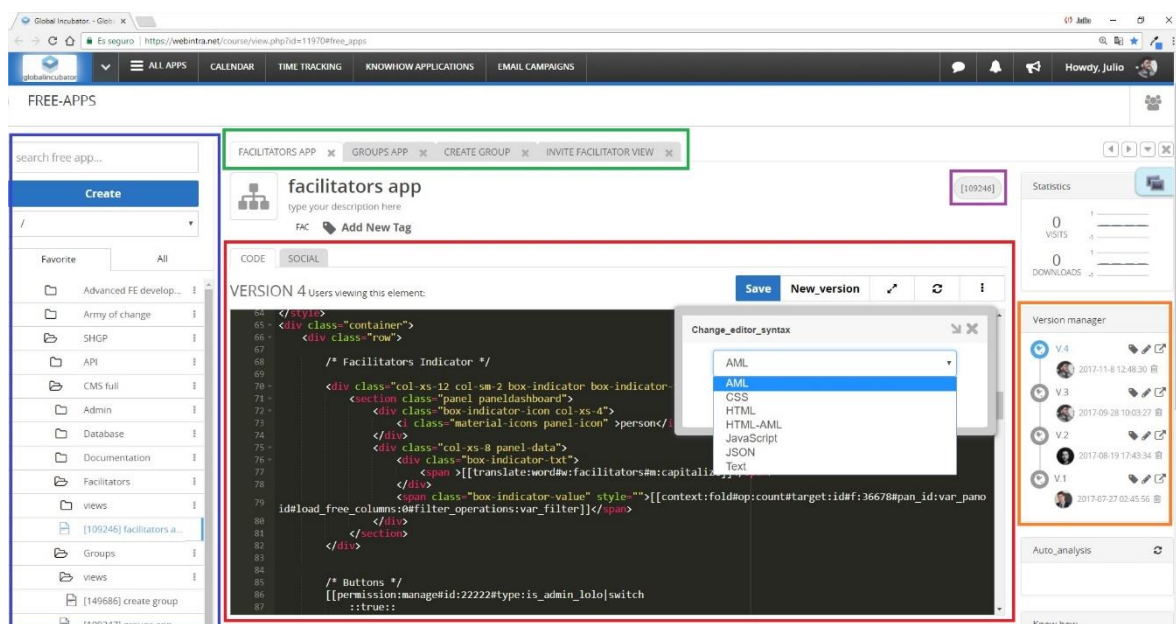 Global Incubator. - Glob
Julio
Es seguro | https://webintra.net/course/view.php?id=11970#free_apps
globalincubator
ALL APPS
CALENDAR
TIME TRACKING
KNOWHOW APPLICATIONS
EMAIL CAMPAIGNS
Howdy, Julio
FREE-APPS
search free app...
Create
/
Favorite
All
Advanced FE develop...
Army of change
SHGP
API
CMS full
Admin
Database
Documentation
Facilitators
views
[109246] facilitators a...
Groups
views
[149686] create group
FACILITATORS APP
GROUPS APP
CREATE GROUP
INVITE FACILITATOR VIEW
facilitators app
type your description here
FAC Add New Tag
[109246]
CODE
SOCIAL
VERSION 4 Users viewing this element:
Save
New_version
64 </style>
65 <div class="container">
66 <div class="row">
67
68 /* Facilitators Indicator */
69
70 <div class="col-xs-12 col-sm-2 box-indicator box-indicator-
71 <section class="panel paneldashboard">
72 <div class="box-indicator-icon col-xs-4">
73 <i class="material-icons panel-icon" >person</i
74 </div>
75 <div class="col-xs-8 panel-data">
76 <div class="box-indicator-txt">
77 <span >[[translate:word#w:facilitators#m:capitaliz
78 </div>
79 <span class="box-indicator-value" style="">[[context:fold#op:count#target:id#f:36678#pan_id:var_pano
id#load_free_columns:0#filter_operations:var_filter]]</span>
80 </div>
81 </section>
82 </div>
83
84
85 /* Buttons */
86 [[permission:manage#id:22222#type:is_admin_lolo|switch
87 ::true::
Change_editor_syntax
AML
AML
CSS
HTML
HTML-AML
JavaScript
JSON
Text
Statistics
0
VISITS
1
-1
0
DOWNLOADS
1
-1
Version manager
V.4
2017-11-8 12:48:30
V.3
2017-09-28 10:03:27
V.2
2017-08-19 17:43:34
V.1
2017-07-27 02:45:56
Auto_analysis
Know how